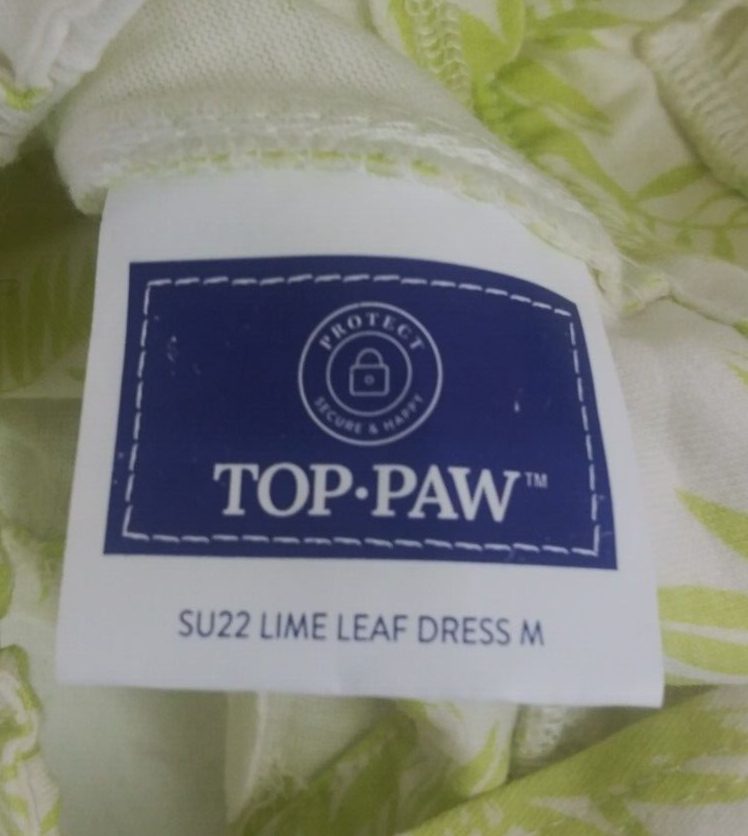 PROTECT
SECURE & HAPPY
TOP·PAW™
SU22 LIME LEAF DRESS M